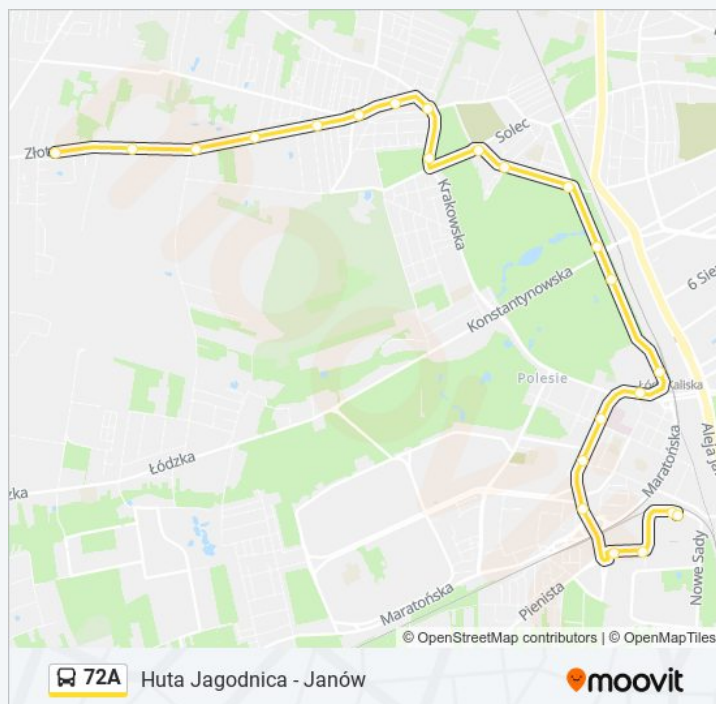 Złot
Solec
Krakowska
Konstantynowska
6 Sie
Polesie
Łódź Kaliska
Łódzka
zka
Maratońska
Aleja ja
Maratońska
Pienista
Nowe Sady
© OpenStreetMap contributors | © OpenMapTiles
72A Huta Jagodnica - Janów
moovit